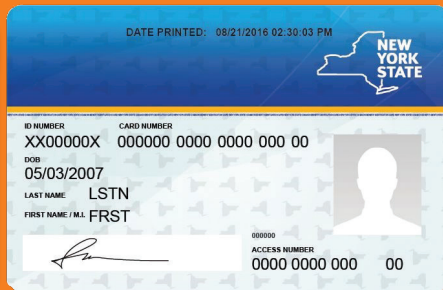 DATE PRINTED: 08/21/2016 02:30:03 PM
NEW
YORK
STATE
ID NUMBER CARD NUMBER
XX00000X 000000 0000 0000 000 00
DOB
05/03/2007
LAST NAME LSTN
FIRST NAME / M.I. FRST
000000
ACCESS NUMBER
0000 0000 000 00